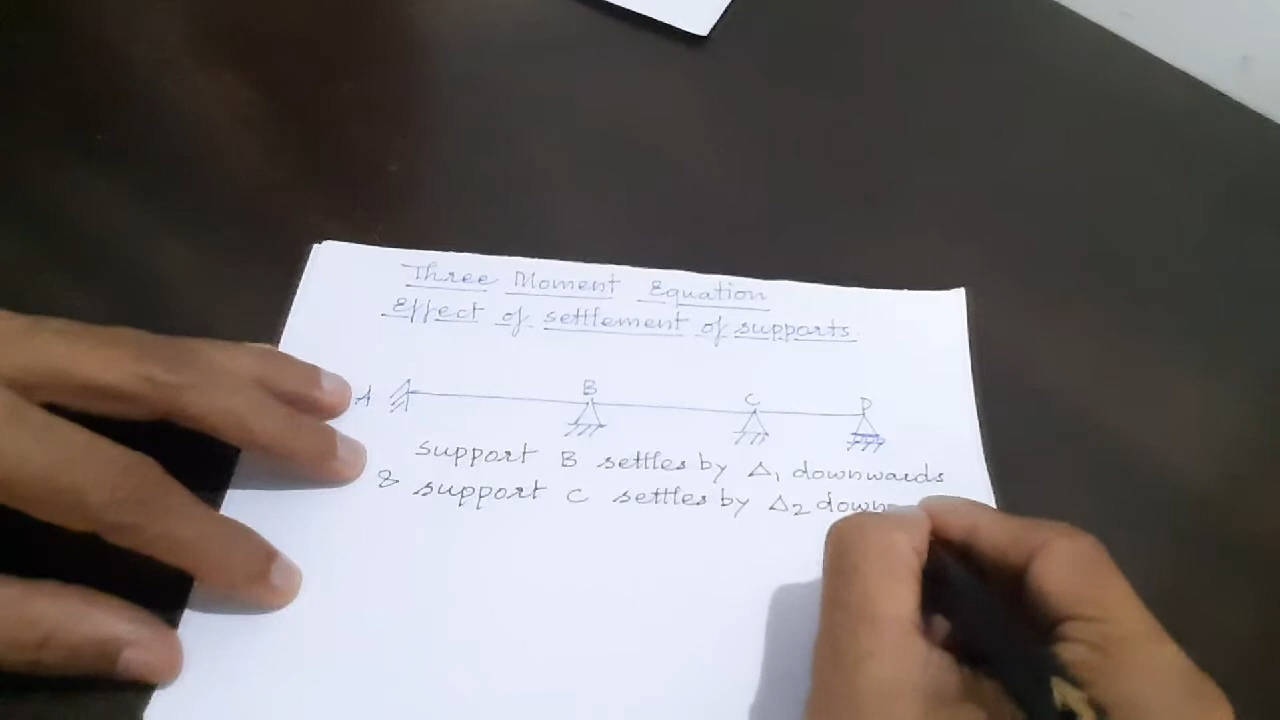 Three Moment Equation
Effect of settlement of supports.
A B C D
support B settles by Δ₁ downwards
& support C settles by Δ₂ down